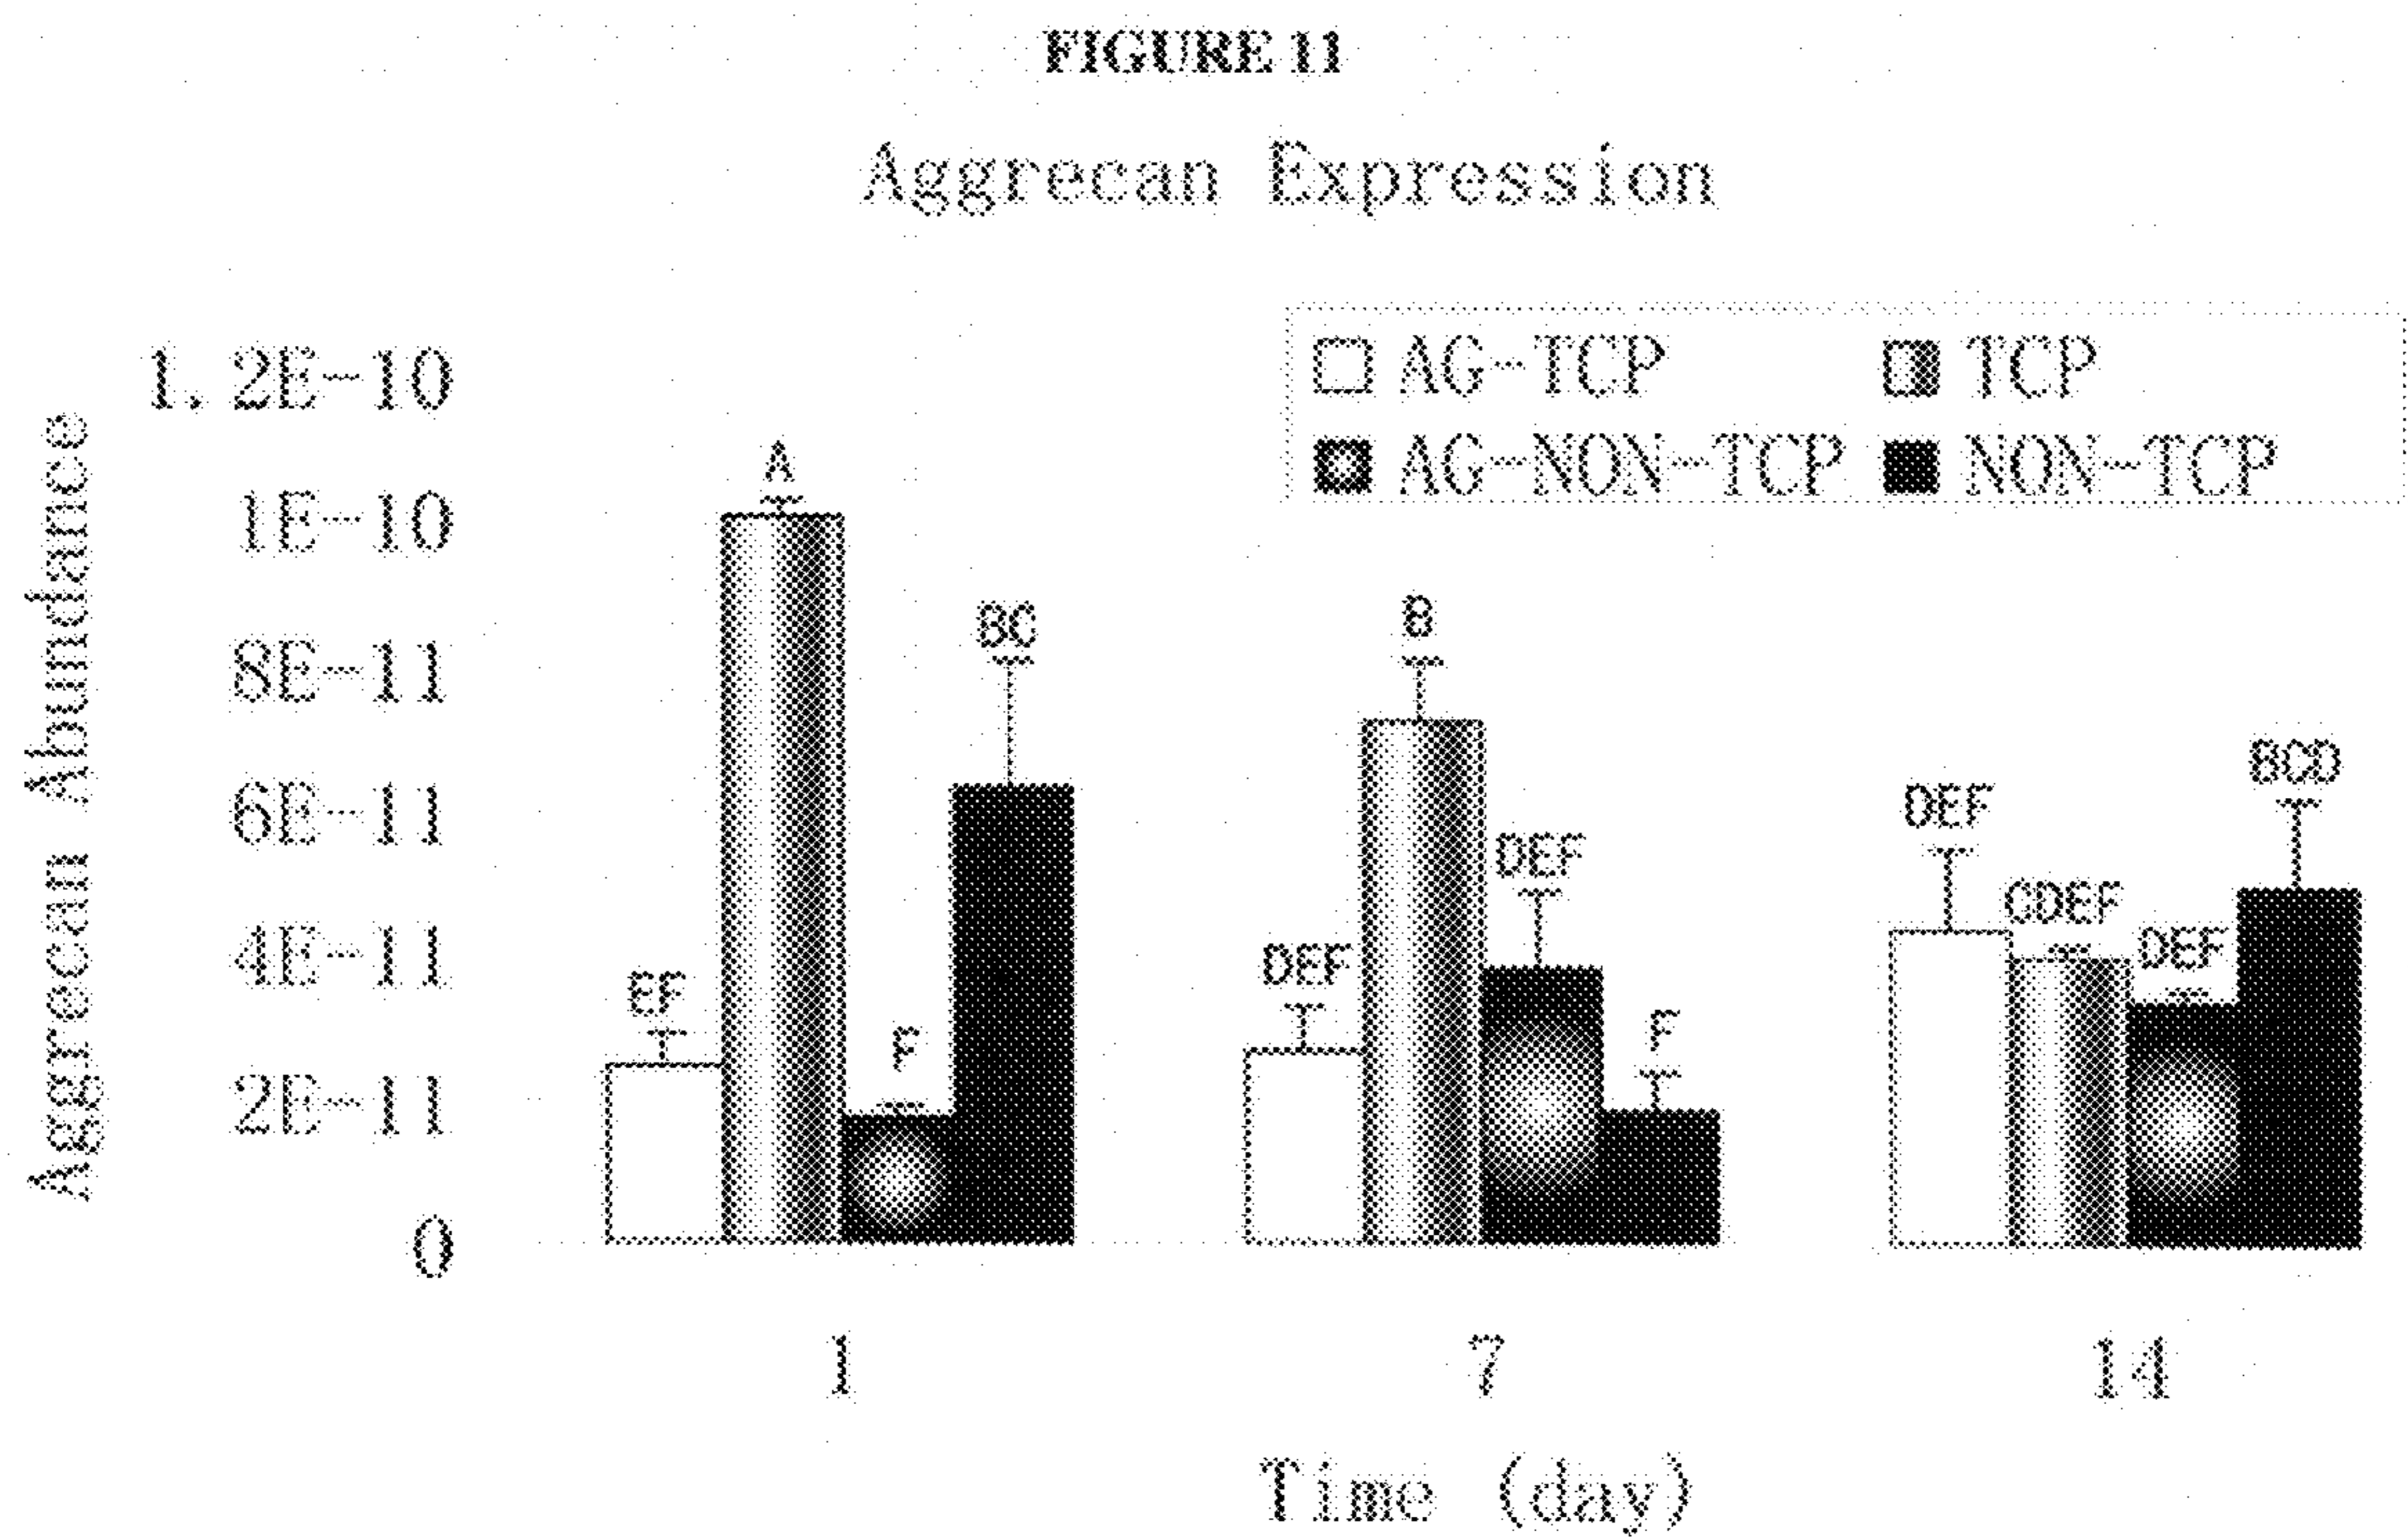 FIGURE 11
Aggrecan Expression
AG-TCP TCP
AG-NON-TCP NON-TCP
Aggrecan Abundance
1.2E-10
1E-10
8E-11
6E-11
4E-11
2E-11
0
EF
A
F
BC
DEF
B
DEF
F
DEF
CDEF
DEF
BCD
1 7 14
Time (day)